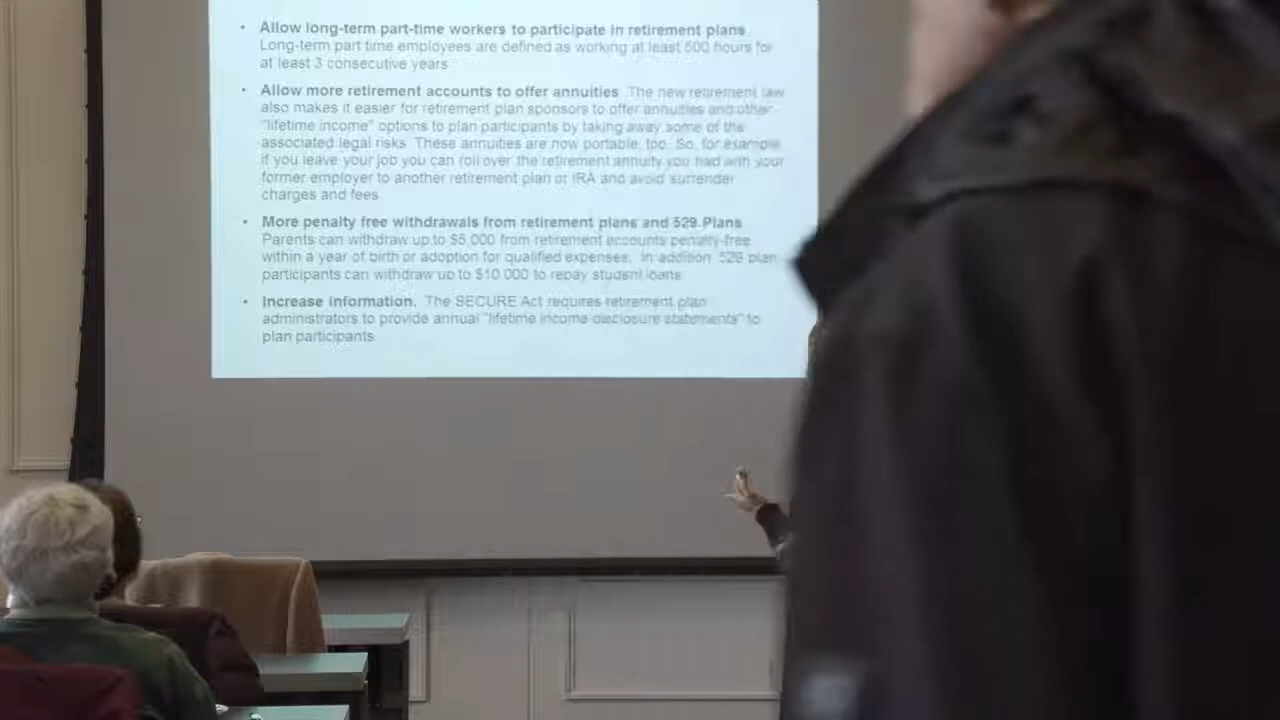 • Allow long-term part-time workers to participate in retirement plans
Long-term part time employees are defined as working at least 500 hours for
at least 3 consecutive years
• Allow more retirement accounts to offer annuities The new retirement law
also makes it easier for retirement plan sponsors to offer annuities and other
"lifetime income" options to plan participants by taking away some of the
associated legal risks. These annuities are now portable, too. So, for example
if you leave your job you can roll over the retirement annuity you had with your
former employer to another retirement plan or IRA and avoid surrender
charges and fees.
• More penalty free withdrawals from retirement plans and 529 Plans
Parents can withdraw up to $5,000 from retirement accounts penalty-free
within a year of birth or adoption for qualified expenses. In addition 529 plan
participants can withdraw up to $10,000 to repay student loans
• Increase information. The SECURE Act requires retirement plan
administrators to provide annual "lifetime income disclosure statements" to
plan participants